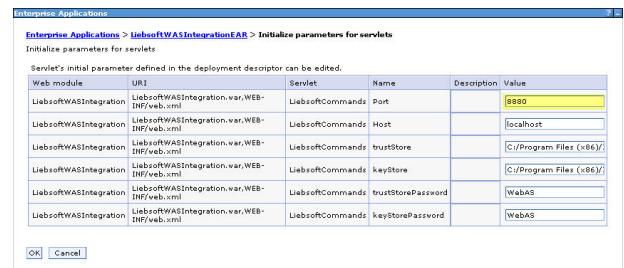 Enterprise Applications ? -
Enterprise Applications > LiebsoftWASIntegrationEAR > Initialize parameters for servlets
Initialize parameters for servlets
Servlet's initial parameter defined in the deployment descriptor can be edited.
Web module URI Servlet Name Description Value
LiebsoftWASIntegration LiebsoftWASIntegration.war,WEB-INF/web.xml LiebsoftCommands Port 8880
LiebsoftWASIntegration LiebsoftWASIntegration.war,WEB-INF/web.xml LiebsoftCommands Host localhost
LiebsoftWASIntegration LiebsoftWASIntegration.war,WEB-INF/web.xml LiebsoftCommands trustStore C:/Program Files (x86)/
LiebsoftWASIntegration LiebsoftWASIntegration.war,WEB-INF/web.xml LiebsoftCommands keyStore C:/Program Files (x86)/
LiebsoftWASIntegration LiebsoftWASIntegration.war,WEB-INF/web.xml LiebsoftCommands trustStorePassword WebAS
LiebsoftWASIntegration LiebsoftWASIntegration.war,WEB-INF/web.xml LiebsoftCommands keyStorePassword WebAS
OK Cancel